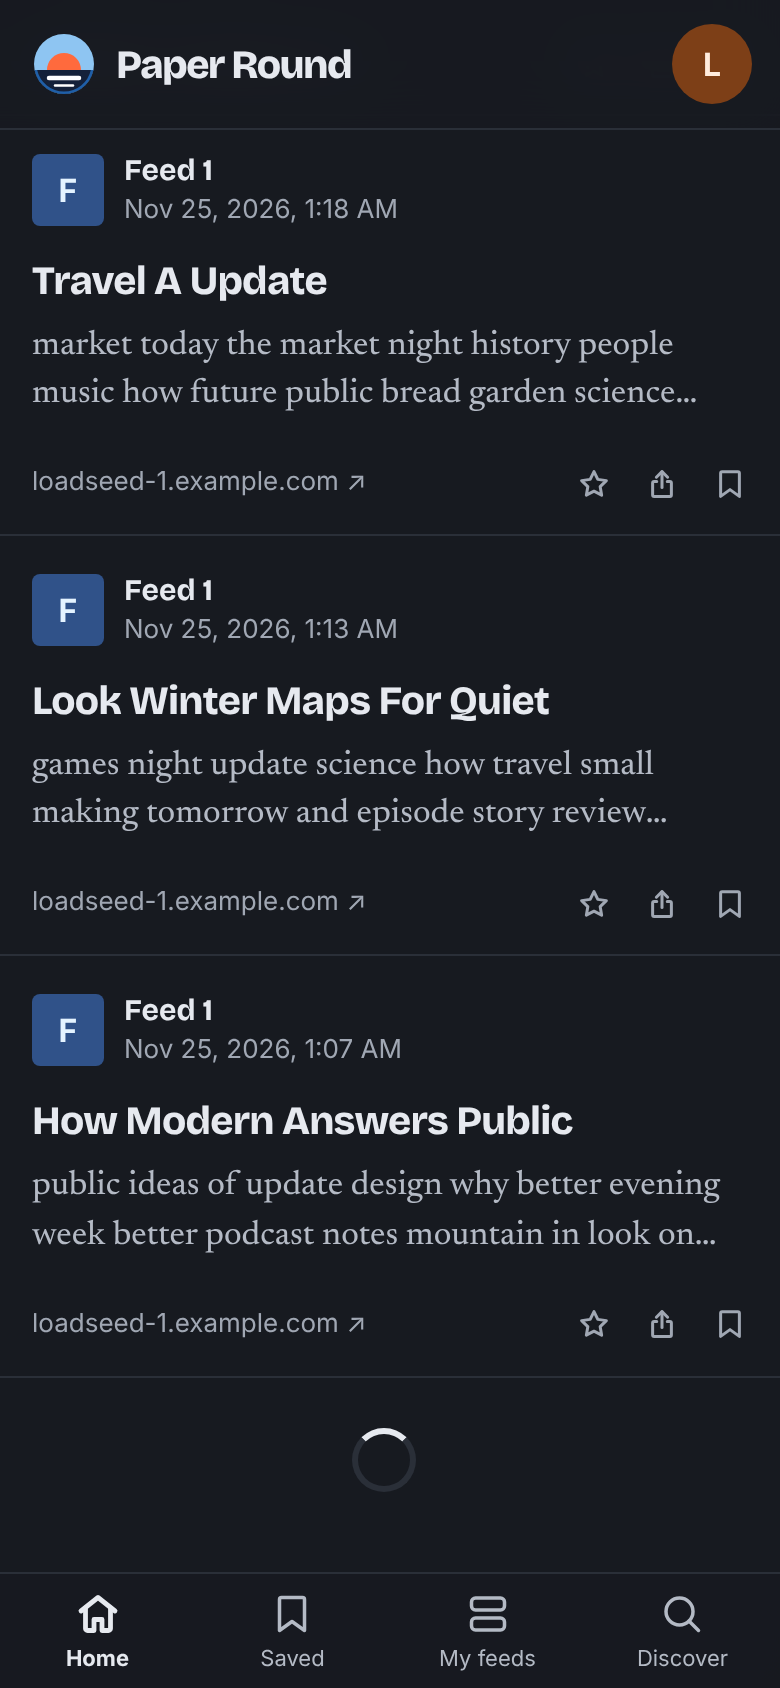 Paper Round
L
F
Feed 1
Nov 25, 2026, 1:18 AM
Travel A Update
market today the market night history people
music how future public bread garden science...
loadseed-1.example.com ↗
F
Feed 1
Nov 25, 2026, 1:13 AM
Look Winter Maps For Quiet
games night update science how travel small
making tomorrow and episode story review...
loadseed-1.example.com ↗
F
Feed 1
Nov 25, 2026, 1:07 AM
How Modern Answers Public
public ideas of update design why better evening
week better podcast notes mountain in look on...
loadseed-1.example.com ↗
Home
Saved
My feeds
Discover